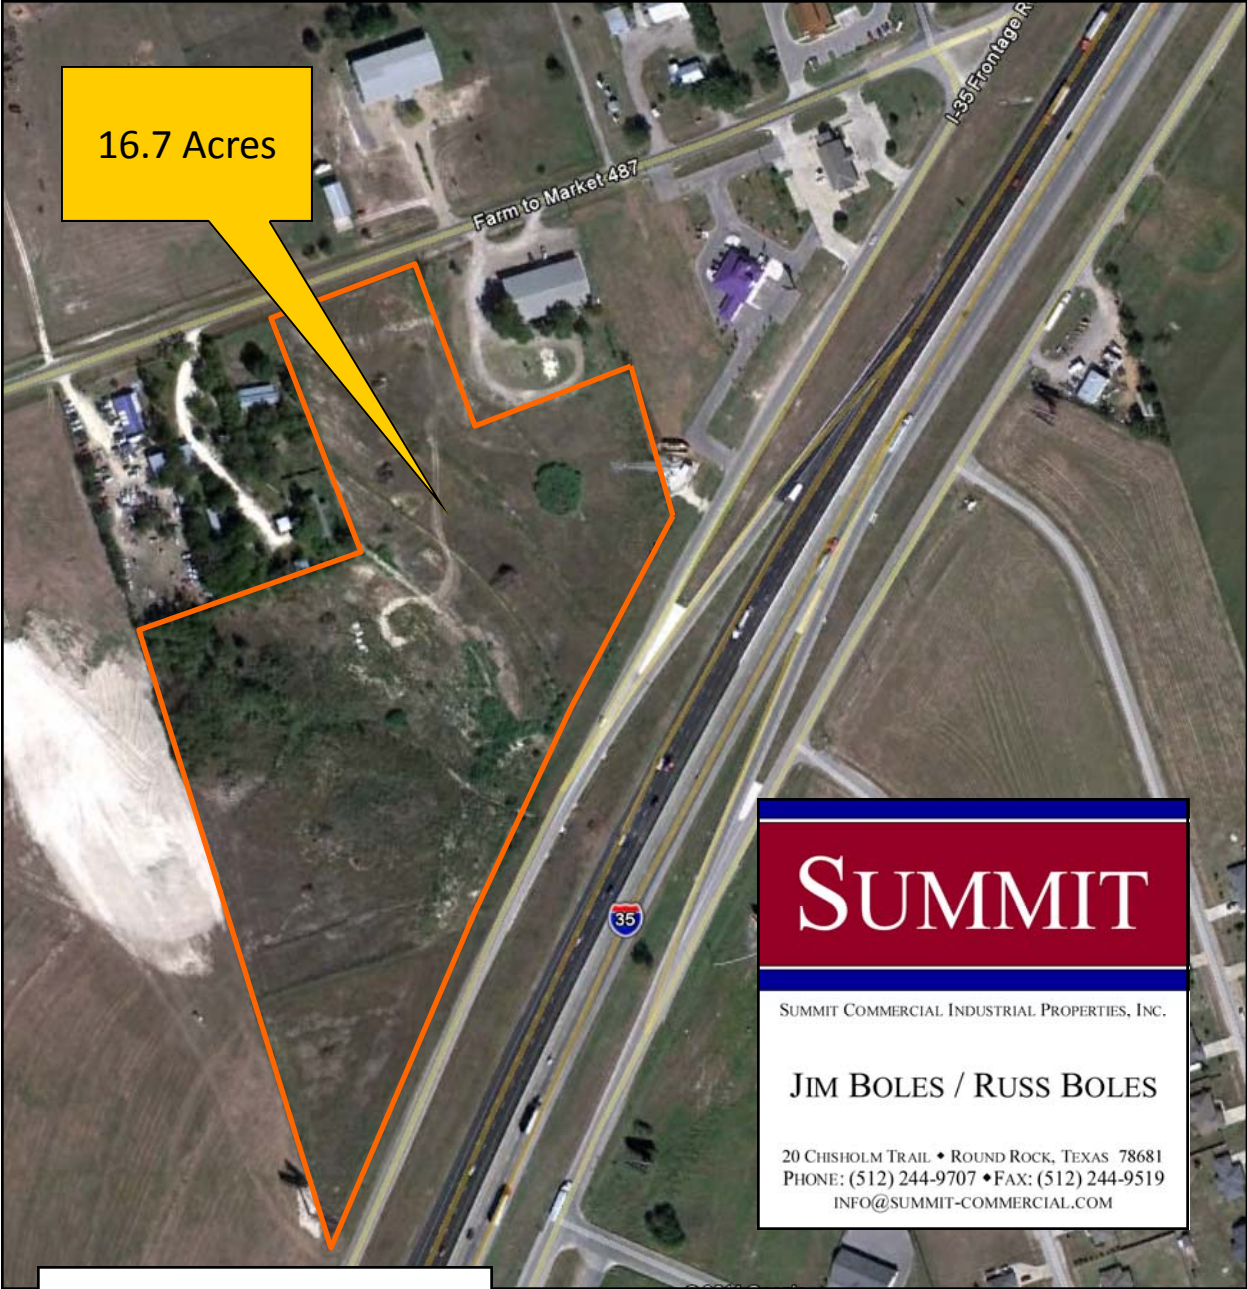 16.7 Acres
I-35 Frontage R
Farm to Market 487
35
SUMMIT
SUMMIT COMMERCIAL INDUSTRIAL PROPERTIES, INC.
JIM BOLES / RUSS BOLES
20 CHISHOLM TRAIL ◆ ROUND ROCK, TEXAS 78681
PHONE: (512) 244-9707 ◆ FAX: (512) 244-9519
INFO@SUMMIT-COMMERCIAL.COM